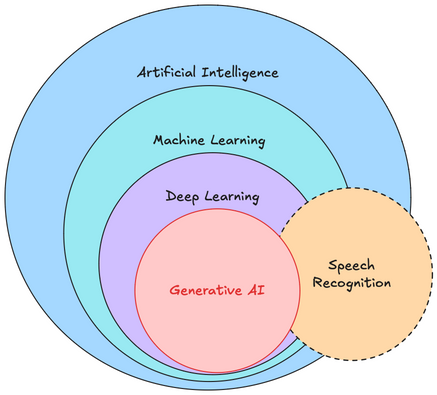 Artificial Intelligence
Machine Learning
Deep Learning
Speech
Recognition
Generative AI